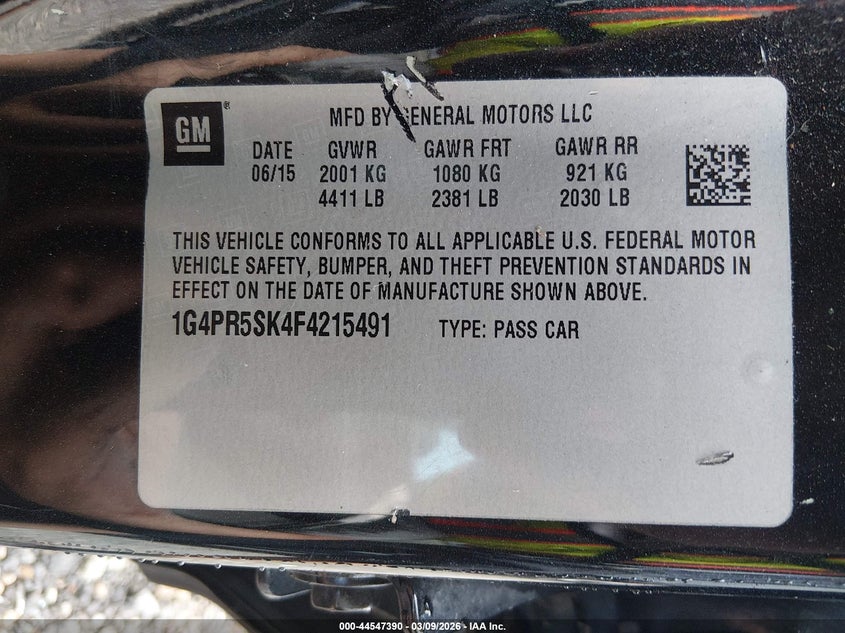 GM®
MFD BY GENERAL MOTORS LLC
DATE GVWR GAWR FRT GAWR RR
06/15 2001 KG 1080 KG 921 KG
4411 LB 2381 LB 2030 LB
THIS VEHICLE CONFORMS TO ALL APPLICABLE U.S. FEDERAL MOTOR
VEHICLE SAFETY, BUMPER, AND THEFT PREVENTION STANDARDS IN
EFFECT ON THE DATE OF MANUFACTURE SHOWN ABOVE.
1G4PR5SK4F4215491 TYPE: PASS CAR
000-44547390 — 03/09/2026 — IAA Inc.